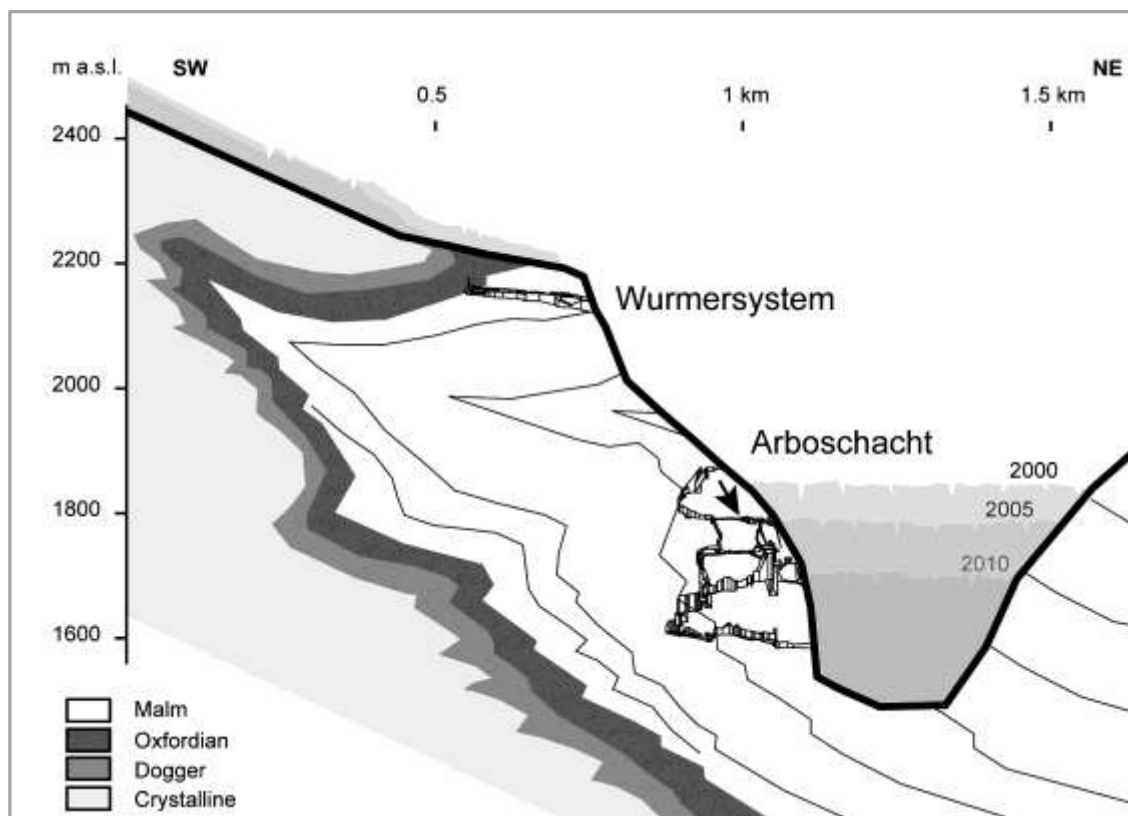 m a.s.l.
SW
NE
0.5
1 km
1.5 km
2400
2200
Wurmersystem
2000
Arboschacht
2000
1800
2005
2010
1600
Malm
Oxfordian
Dogger
Crystalline